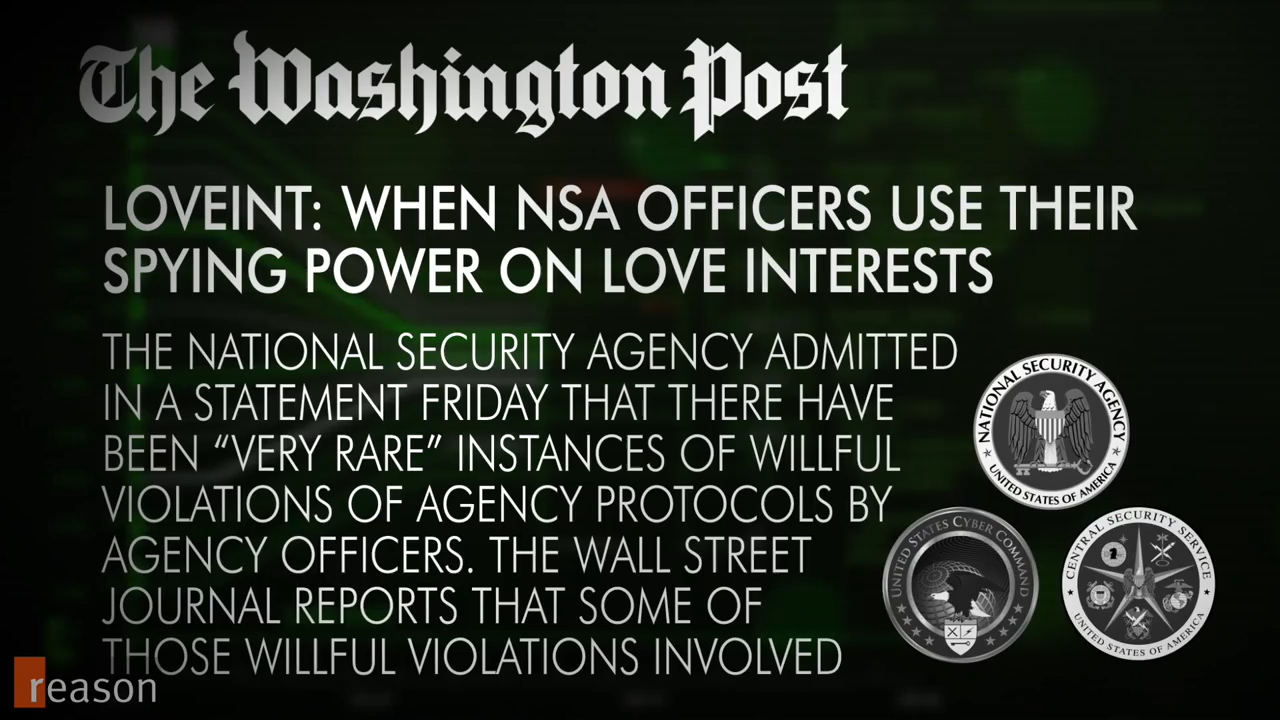 The Washington Post
LOVEINT: WHEN NSA OFFICERS USE THEIR
SPYING POWER ON LOVE INTERESTS
THE NATIONAL SECURITY AGENCY ADMITTED
IN A STATEMENT FRIDAY THAT THERE HAVE
BEEN “VERY RARE” INSTANCES OF WILLFUL
VIOLATIONS OF AGENCY PROTOCOLS BY
AGENCY OFFICERS. THE WALL STREET
JOURNAL REPORTS THAT SOME OF
THOSE WILLFUL VIOLATIONS INVOLVED
NATIONAL SECURITY AGENCY
UNITED STATES OF AMERICA
UNITED STATES CYBER COMMAND
CENTRAL SECURITY SERVICE
UNITED STATES OF AMERICA
reason